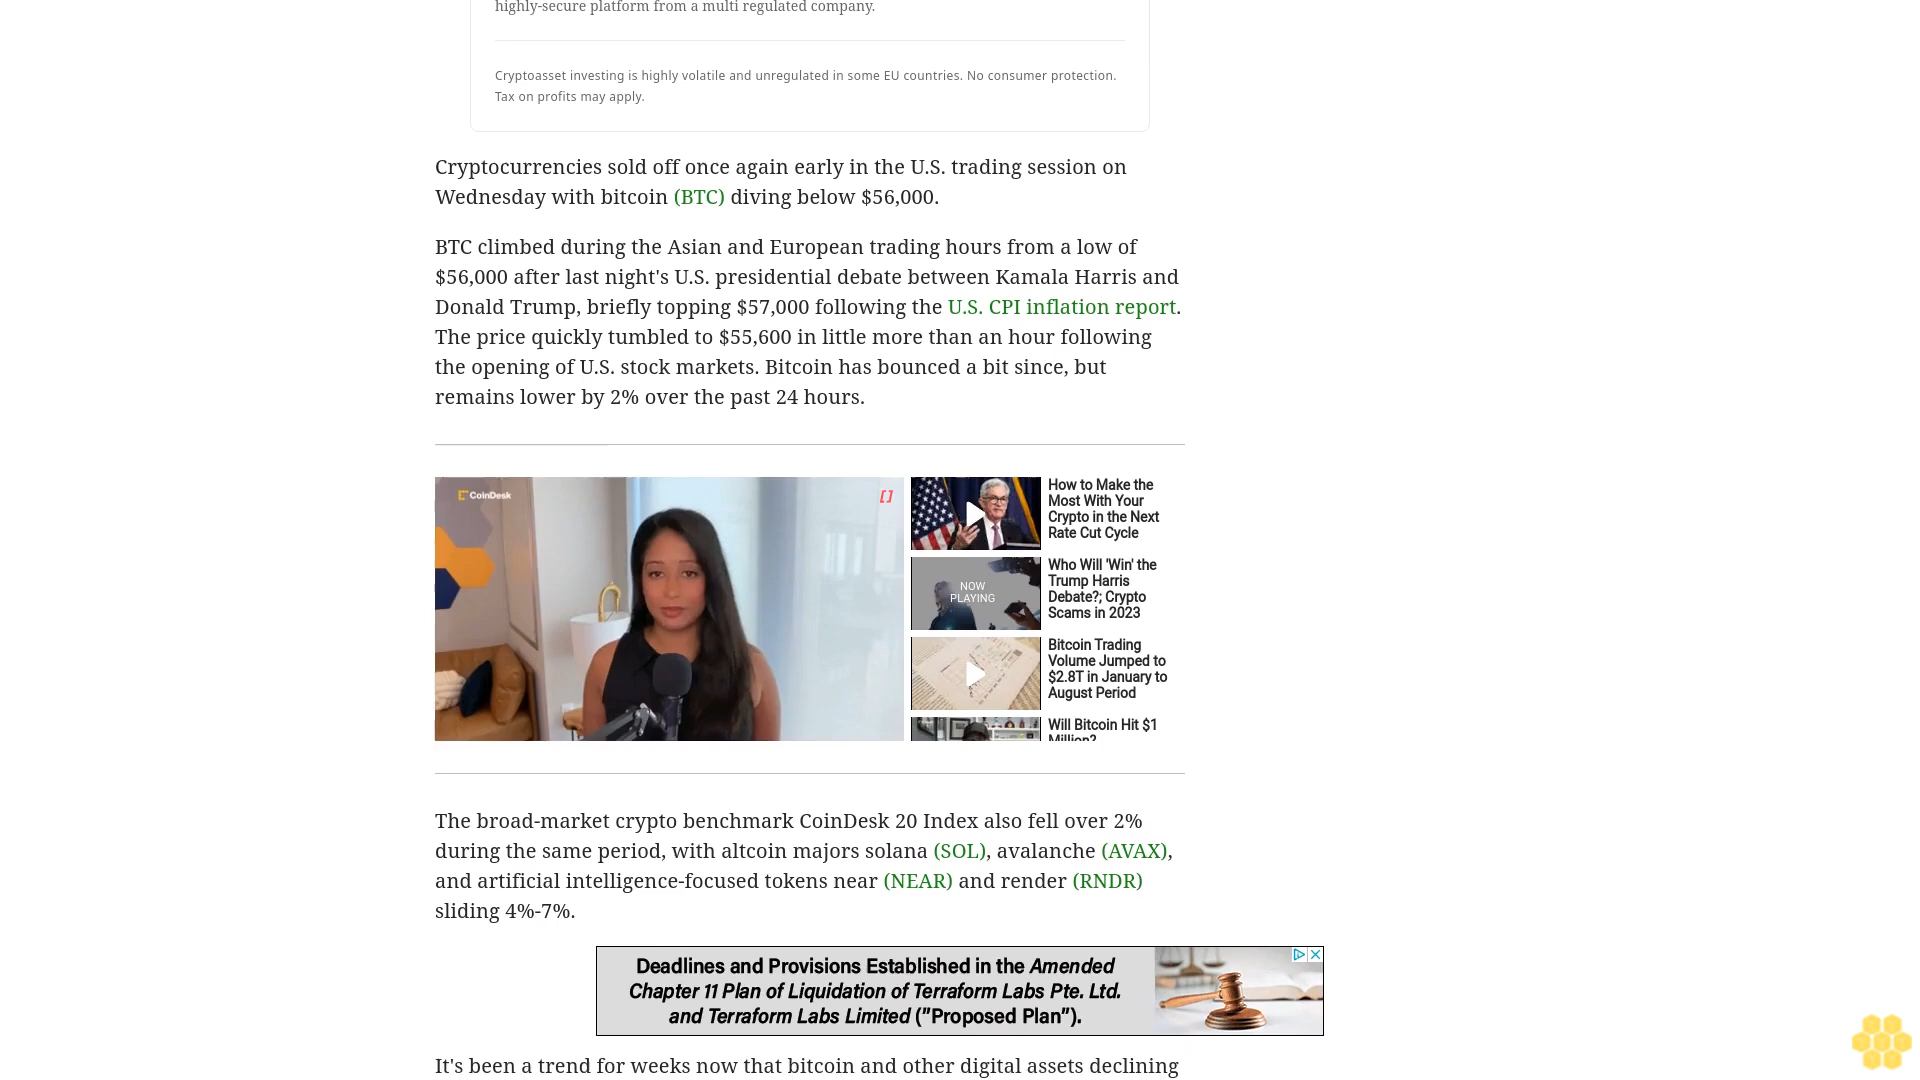 highly-secure platform from a multi regulated company.
Cryptoasset investing is highly volatile and unregulated in some EU countries. No consumer protection.
Tax on profits may apply.
Cryptocurrencies sold off once again early in the U.S. trading session on
Wednesday with bitcoin (BTC) diving below $56,000.
BTC climbed during the Asian and European trading hours from a low of
$56,000 after last night's U.S. presidential debate between Kamala Harris and
Donald Trump, briefly topping $57,000 following the U.S. CPI inflation report.
The price quickly tumbled to $55,600 in little more than an hour following
the opening of U.S. stock markets. Bitcoin has bounced a bit since, but
remains lower by 2% over the past 24 hours.
CoinDesk
[ ]
How to Make the
Most With Your
Crypto in the Next
Rate Cut Cycle
NOW
PLAYING
Who Will 'Win' the
Trump Harris
Debate?; Crypto
Scams in 2023
Bitcoin Trading
Volume Jumped to
$2.8T in January to
August Period
Will Bitcoin Hit $1
Million?
The broad-market crypto benchmark CoinDesk 20 Index also fell over 2%
during the same period, with altcoin majors solana (SOL), avalanche (AVAX),
and artificial intelligence-focused tokens near (NEAR) and render (RNDR)
sliding 4%-7%.
Deadlines and Provisions Established in the Amended
Chapter 11 Plan of Liquidation of Terraform Labs Pte. Ltd.
and Terraform Labs Limited ("Proposed Plan").
It's been a trend for weeks now that bitcoin and other digital assets declining